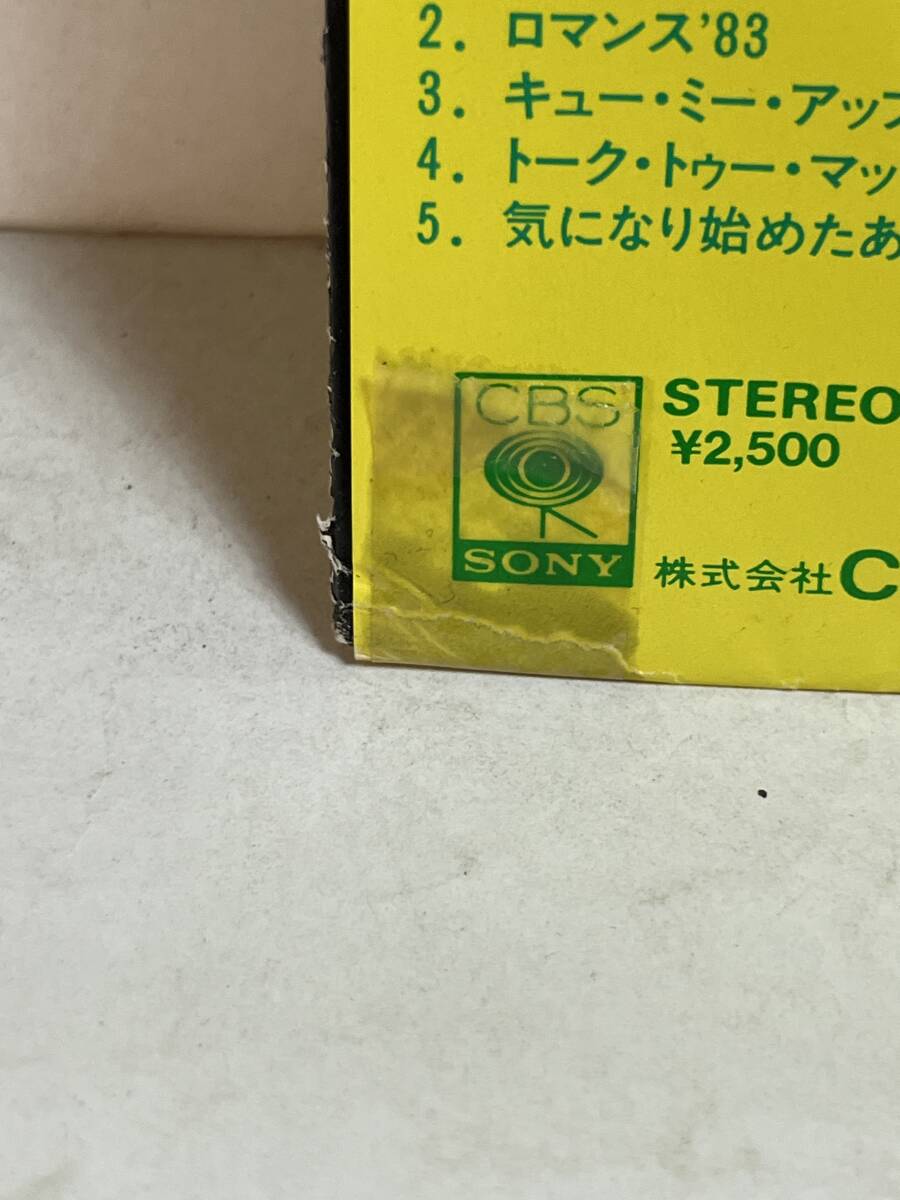 2. ロマンス'83
3. キュー・ミー・アップ
4. トーク・トゥー・マッ
5. 気になり始めたあ
CBS
SONY
STEREO
¥2,500
株式会社C